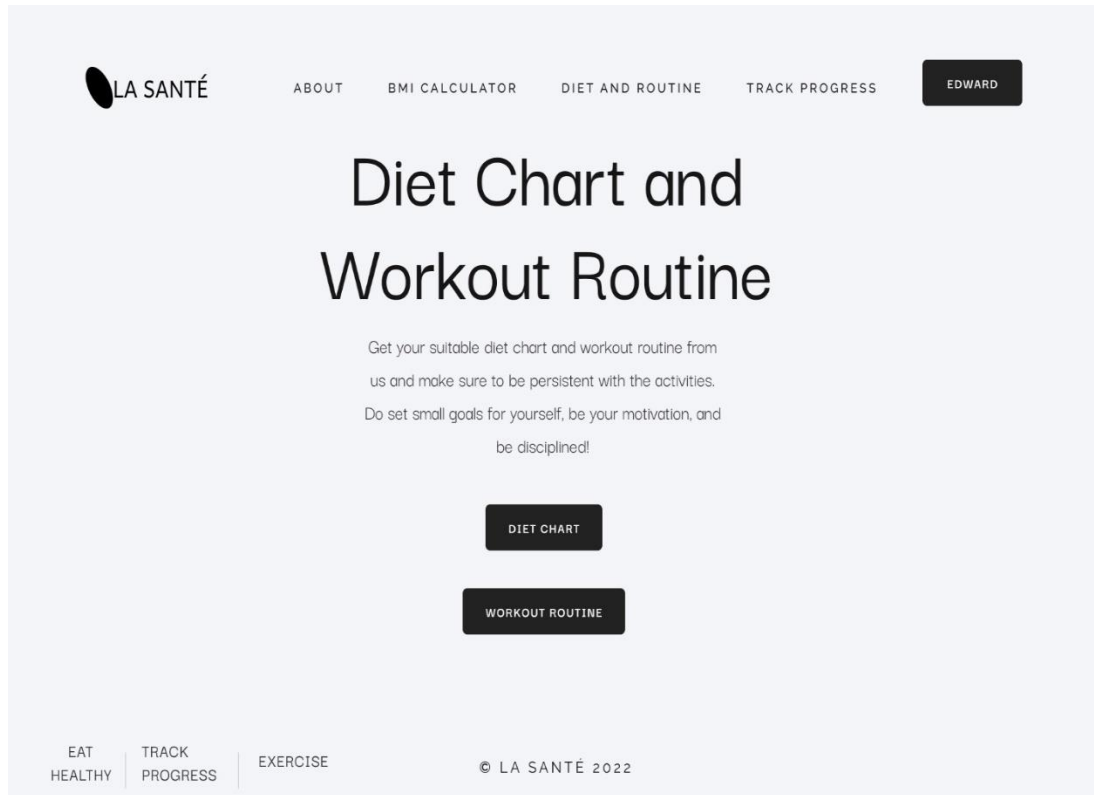 LA SANTÉ
ABOUT
BMI CALCULATOR
DIET AND ROUTINE
TRACK PROGRESS
EDWARD
Diet Chart and
Workout Routine
Get your suitable diet chart and workout routine from
us and make sure to be persistent with the activities.
Do set small goals for yourself, be your motivation, and
be disciplined!
DIET CHART
WORKOUT ROUTINE
EAT
HEALTHY
TRACK
PROGRESS
EXERCISE
© LA SANTÉ 2022